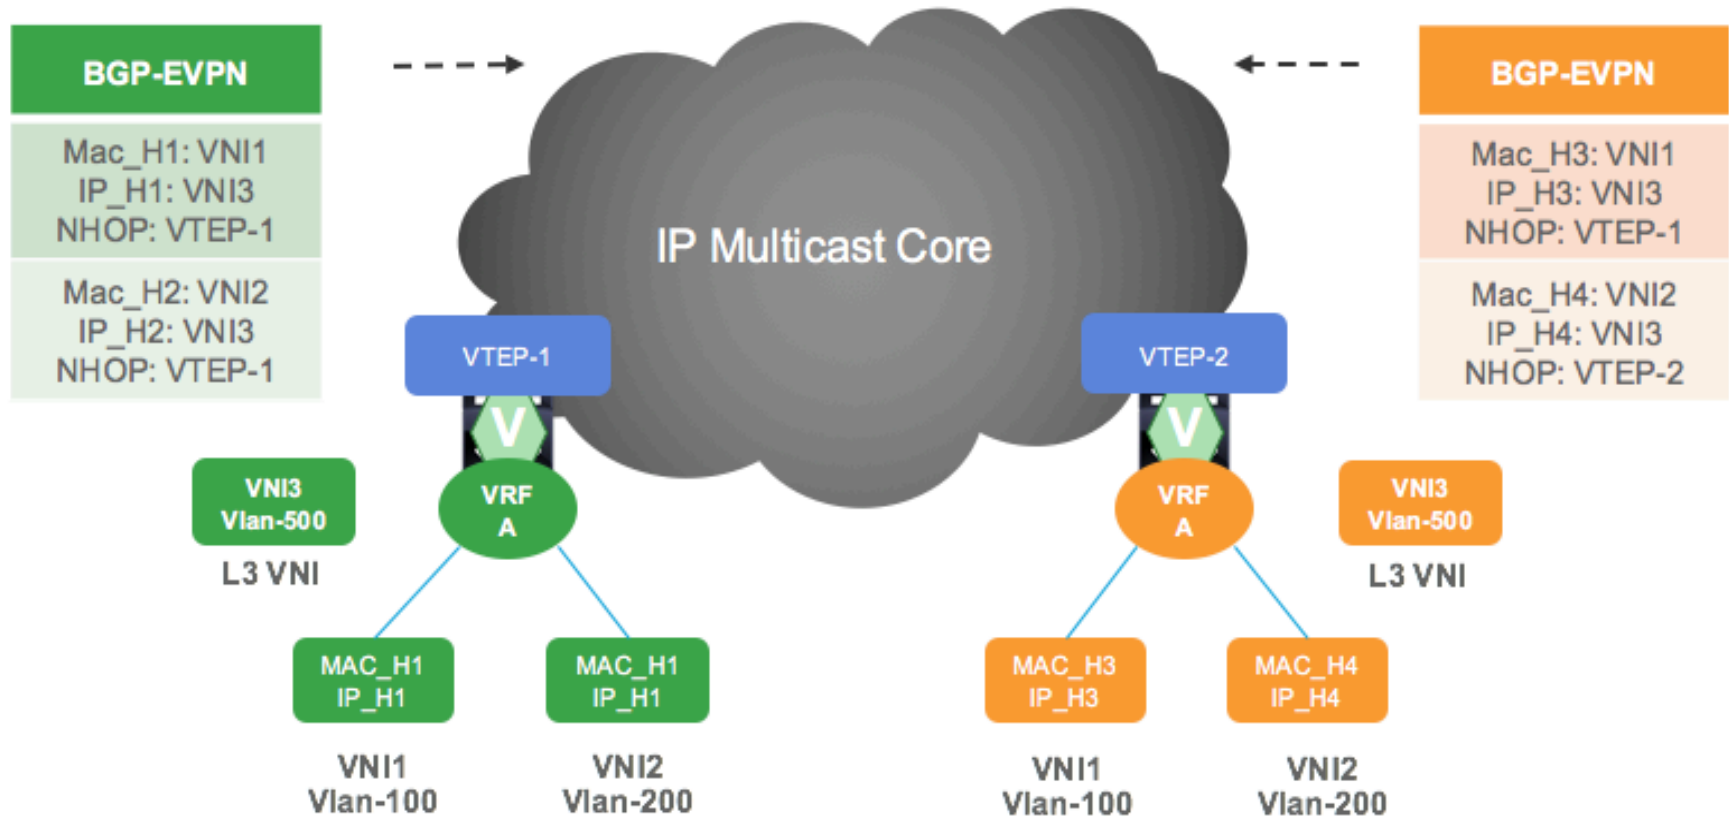 BGP-EVPN
Mac_H1: VNI1
IP_H1: VNI3
NHOP: VTEP-1
Mac_H2: VNI2
IP_H2: VNI3
NHOP: VTEP-1
IP Multicast Core
BGP-EVPN
Mac_H3: VNI1
IP_H3: VNI3
NHOP: VTEP-1
Mac_H4: VNI2
IP_H4: VNI3
NHOP: VTEP-2
VTEP-1
V
VRF
A
VNI3
Vlan-500
L3 VNI
MAC_H1
IP_H1
VNI1
Vlan-100
MAC_H1
IP_H1
VNI2
Vlan-200
VTEP-2
V
VRF
A
VNI3
Vlan-500
L3 VNI
MAC_H3
IP_H3
VNI1
Vlan-100
MAC_H4
IP_H4
VNI2
Vlan-200